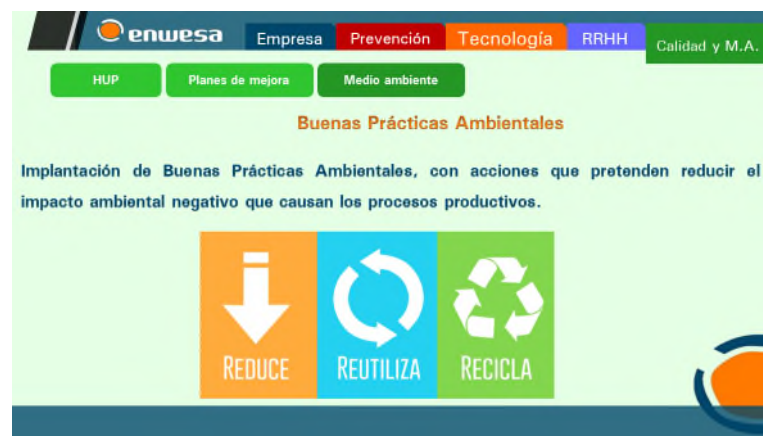 enwesa
Empresa
Prevención
Tecnología
RRHH
Calidad y M.A.
HUP
Planes de mejora
Medio ambiente
Buenas Prácticas Ambientales
Implantación de Buenas Prácticas Ambientales, con acciones que pretenden reducir el
impacto ambiental negativo que causan los procesos productivos.
REDUCE
REUTILIZA
RECICLA